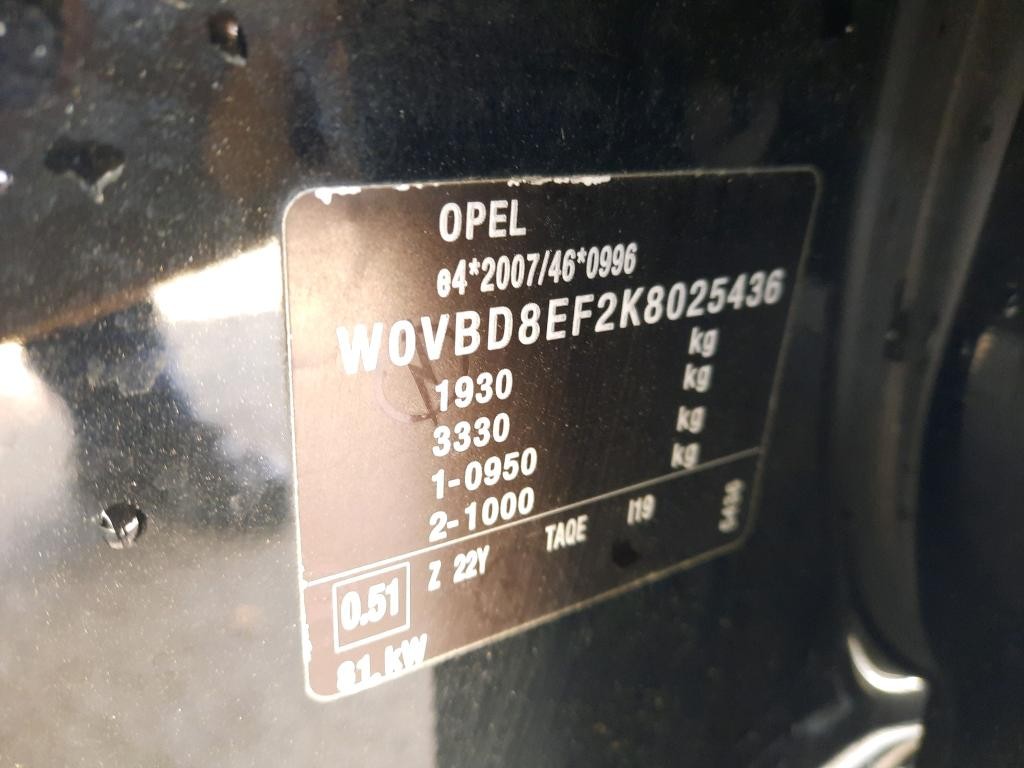 OPEL
e4*2007/46*0996
W0VBD8EF2K8025436
1930 kg
3330 kg
1-0950 kg
2-1000 kg
0.51 Z 22Y TAQE I19
81.kW